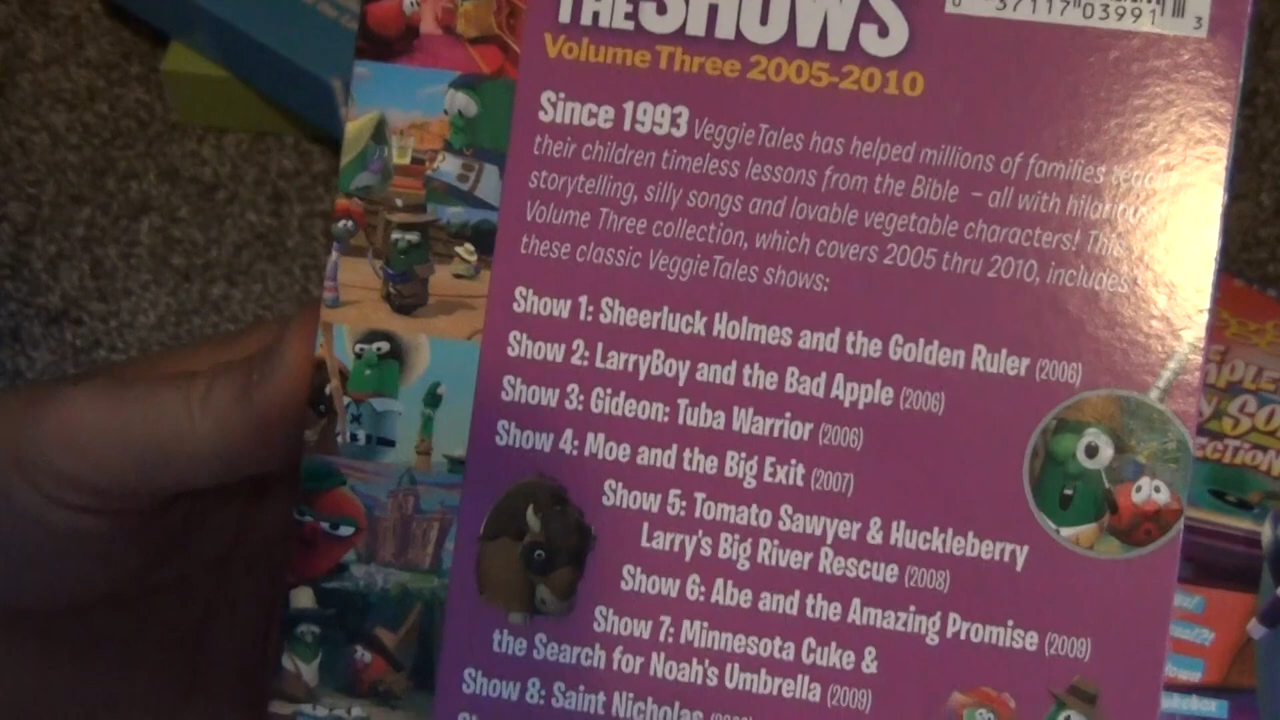 THE SHOWS
0 37117 03991 3
Volume Three 2005-2010
Since 1993 VeggieTales has helped millions of families teach
their children timeless lessons from the Bible – all with hilarious
storytelling, silly songs and lovable vegetable characters! This
Volume Three collection, which covers 2005 thru 2010, includes
these classic VeggieTales shows:
Show 1: Sheerluck Holmes and the Golden Ruler (2006)
Show 2: LarryBoy and the Bad Apple (2006)
Show 3: Gideon: Tuba Warrior (2006)
Show 4: Moe and the Big Exit (2007)
Show 5: Tomato Sawyer & Huckleberry
Larry's Big River Rescue (2008)
Show 6: Abe and the Amazing Promise (2009)
Show 7: Minnesota Cuke &
the Search for Noah's Umbrella (2009)
Show 8: Saint Nicholas